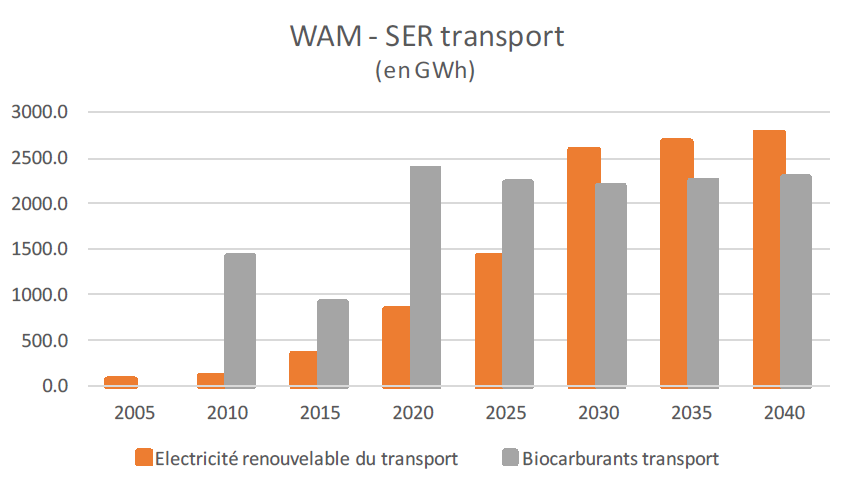 WAM - SER transport
(en GWh)
3000.0
2500.0
2000.0
1500.0
1000.0
500.0
0.0
2005 2010 2015 2020 2025 2030 2035 2040
Electricité renouvelable du transport Biocarburants transport